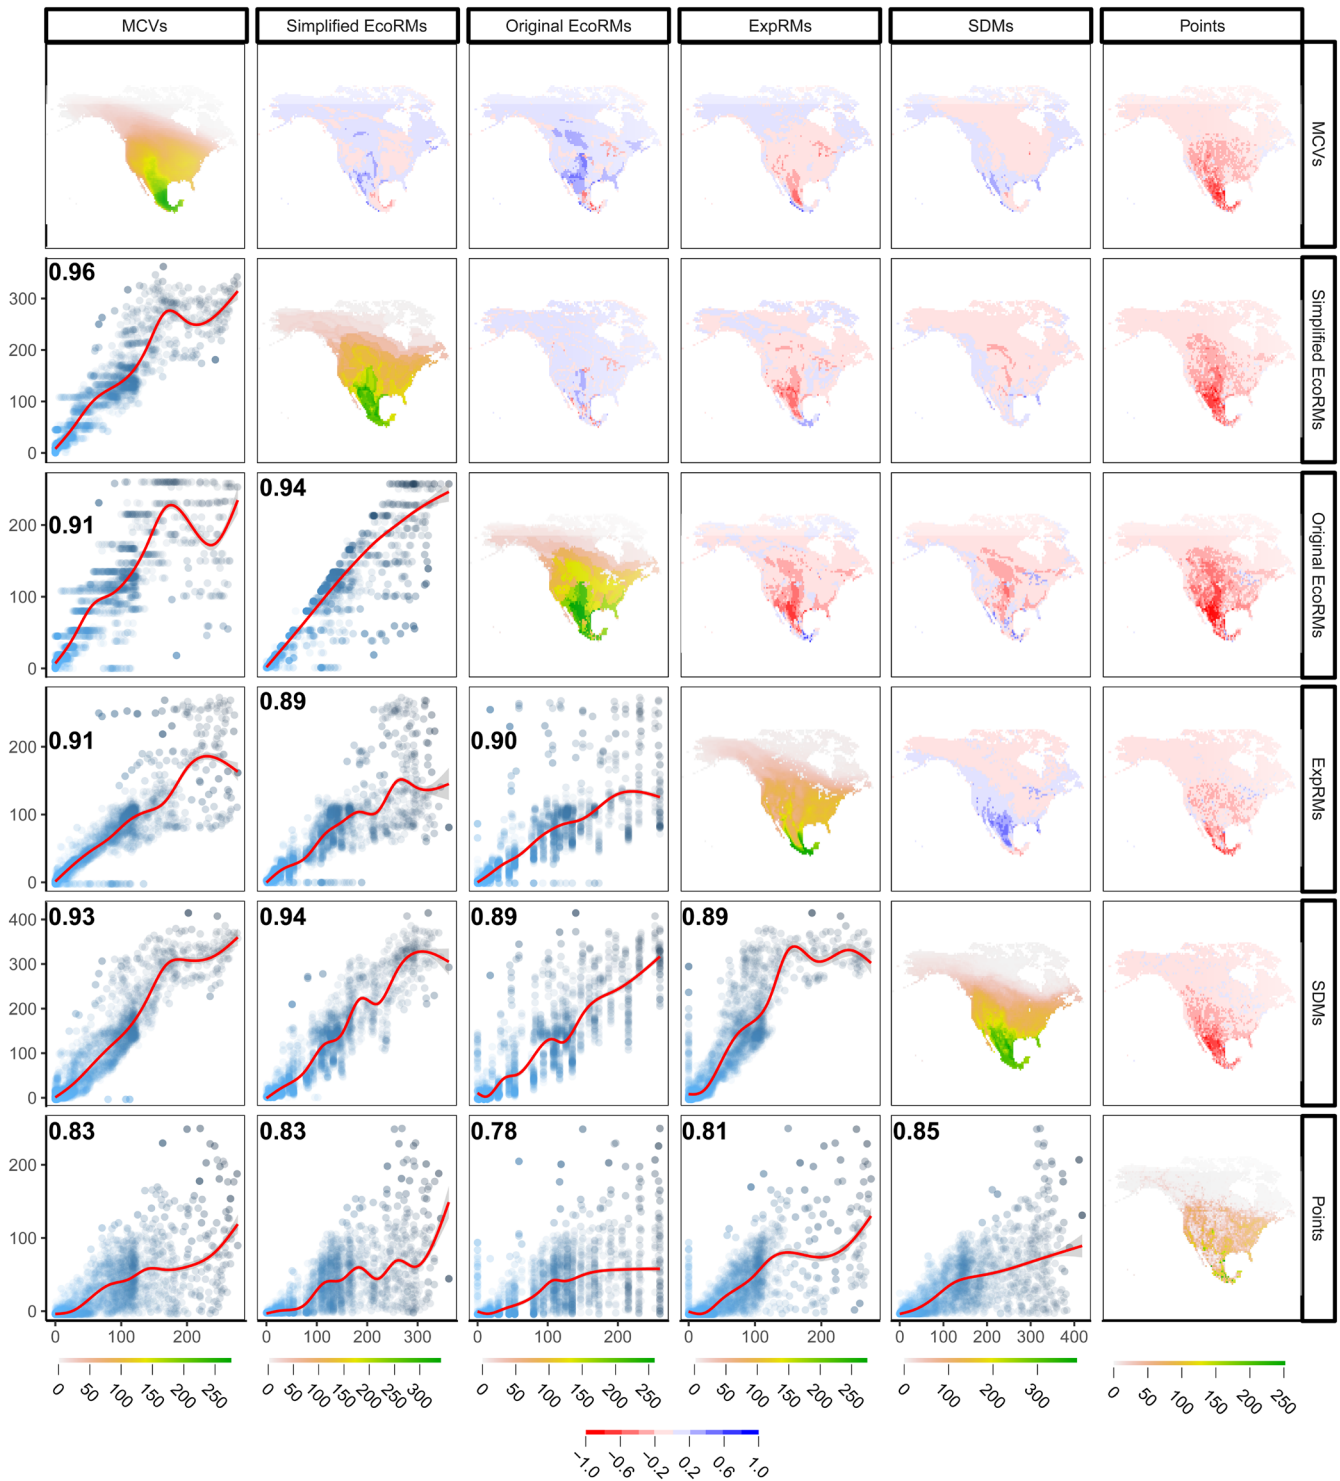 MCVs Simplified EcoRMs Original EcoRMs ExpRMs SDMs Points
MCVs
0.96
300
200
100
0
Simplified EcoRMs
0.91 0.94
200
100
0
Original EcoRMs
0.91 0.89 0.90
200
100
0
ExpRMs
0.93 0.94 0.89 0.89
400
300
200
100
0
SDMs
0.83 0.83 0.78 0.81 0.85
200
100
0
Points
0 100 200 0 100 200 300 0 100 200 0 100 200 0 100 200 300 400
0 50 100 150 200 250 0 50 100 150 200 250 300 0 50 100 150 200 250 0 50 100 150 200 250 0 100 200 300 0 50 100 150 200 250
−1.0 −0.6 −0.2 0.2 0.6 1.0